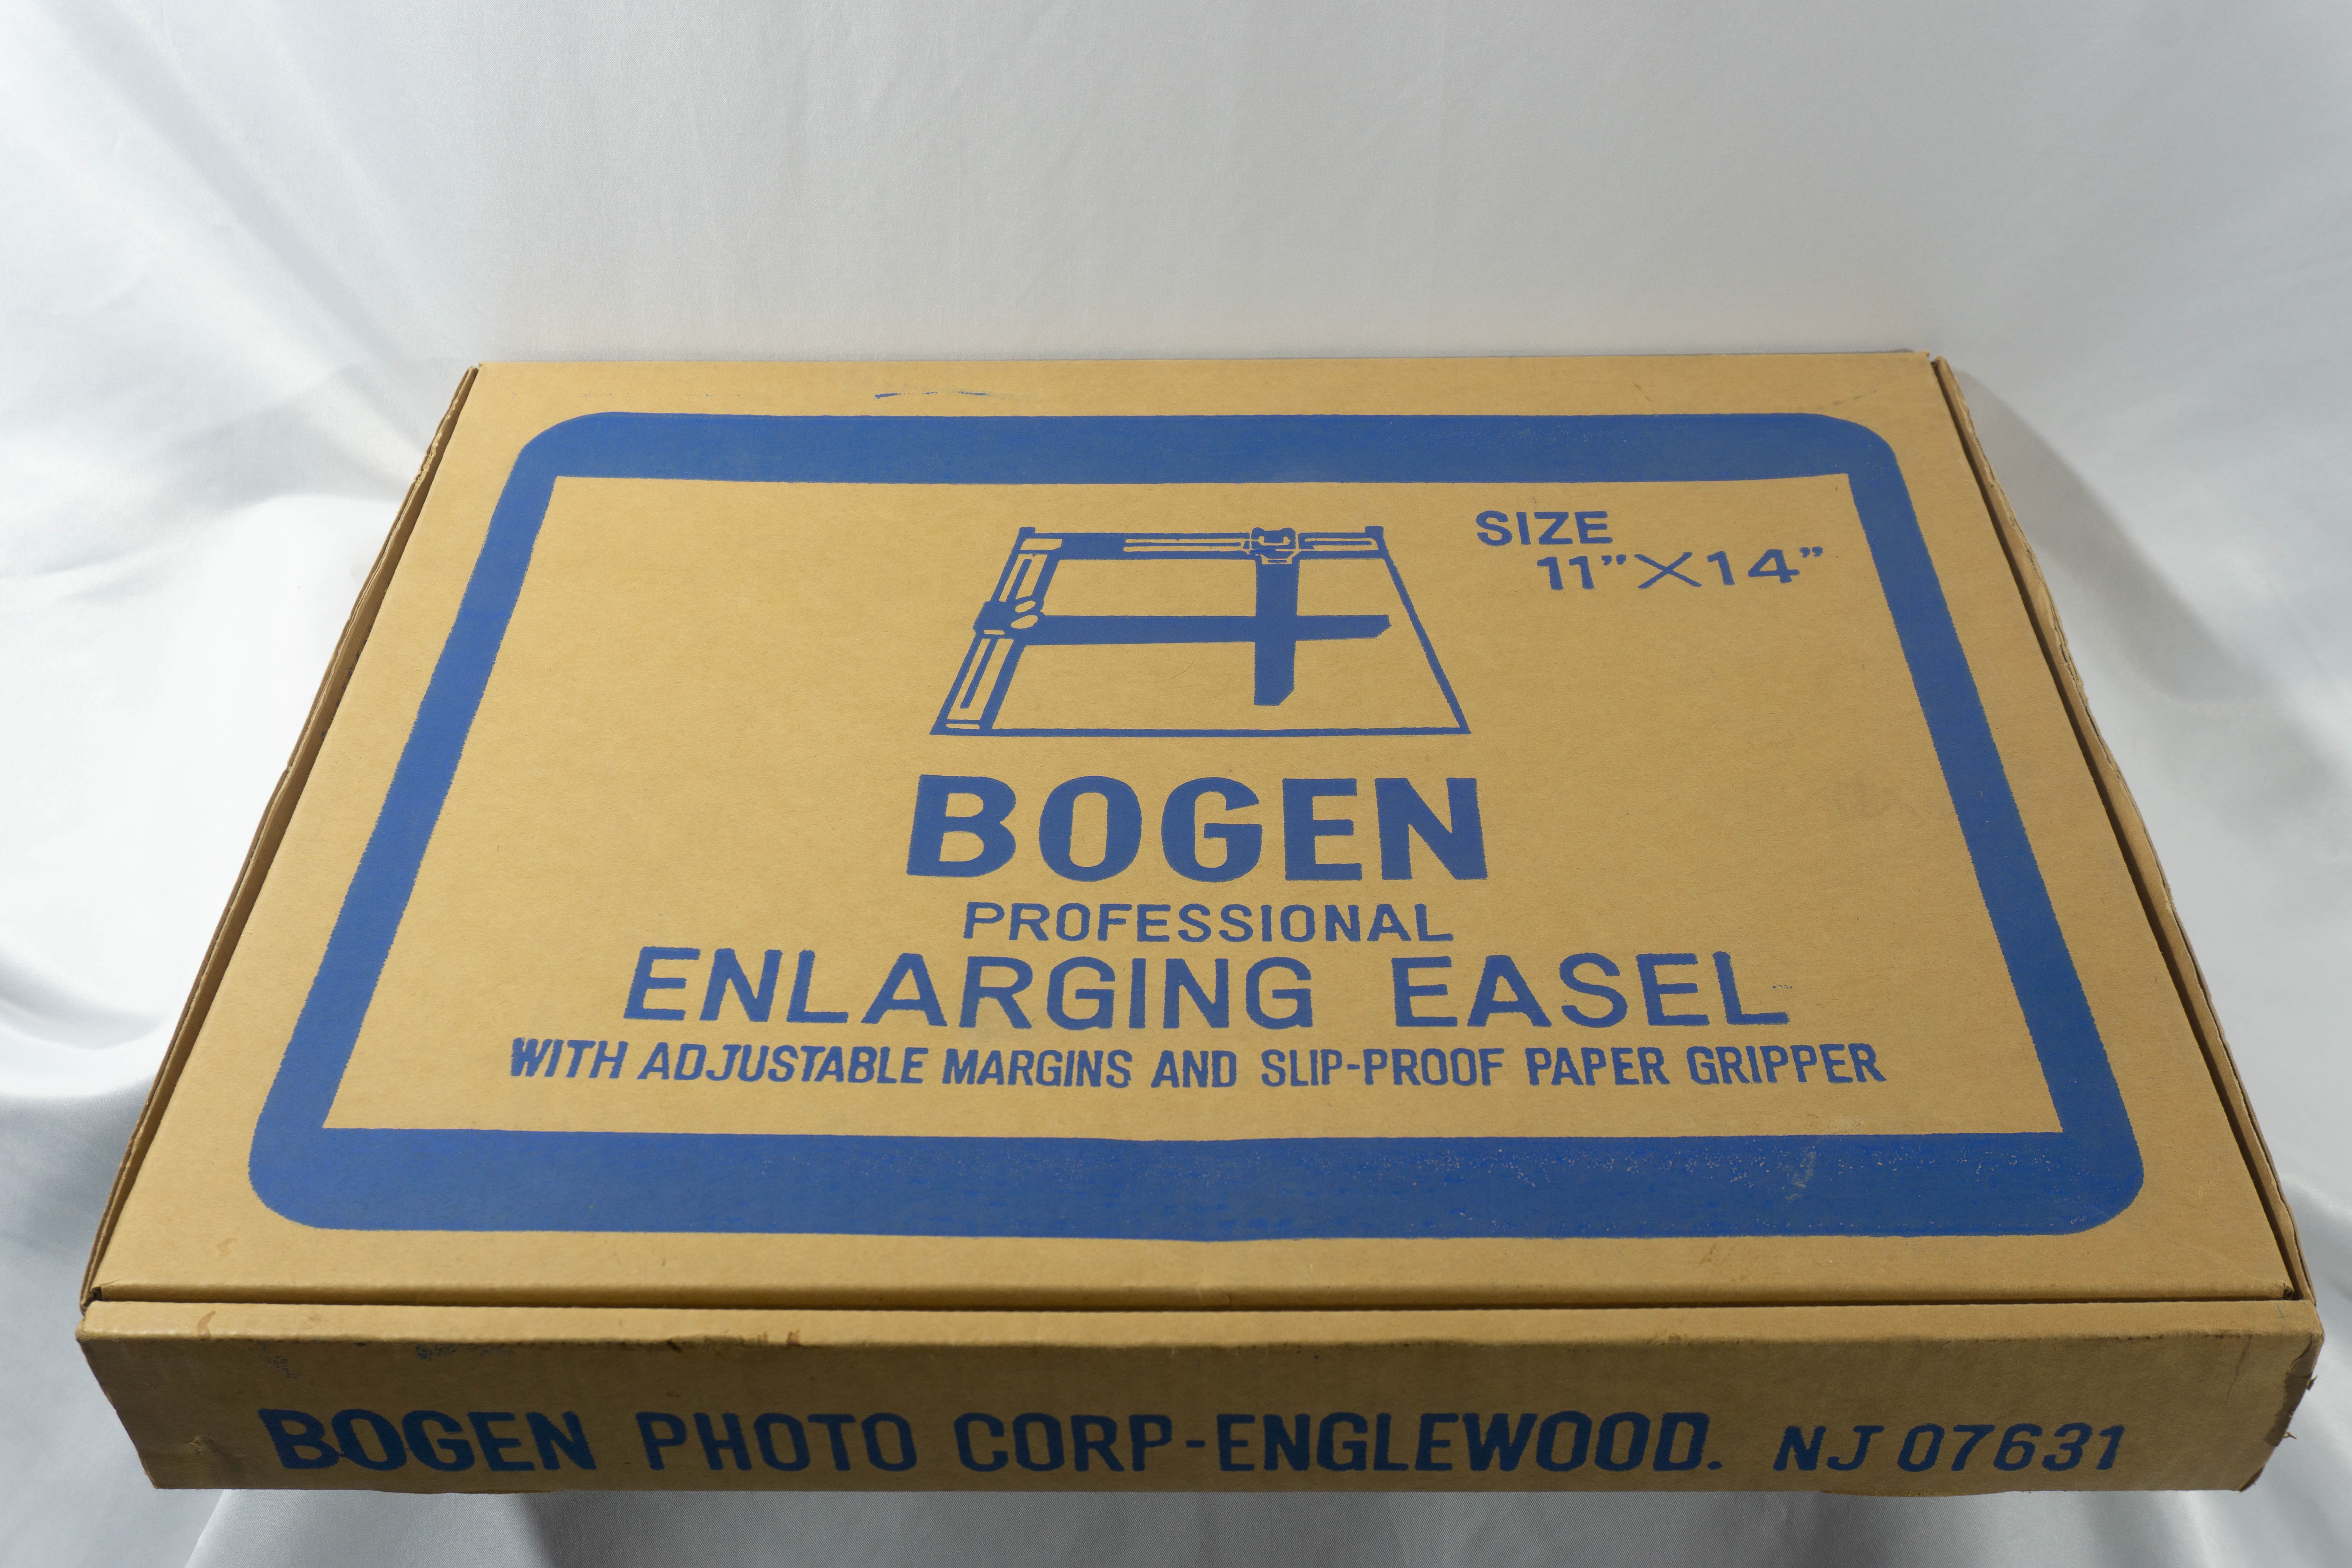 SIZE
11"X14"
BOGEN
PROFESSIONAL
ENLARGING EASEL
WITH ADJUSTABLE MARGINS AND SLIP-PROOF PAPER GRIPPER
BOGEN PHOTO CORP-ENGLEWOOD. NJ 07631